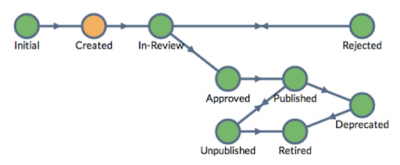 Initial
Created
In-Review
Rejected
Approved
Published
Deprecated
Unpublished
Retired